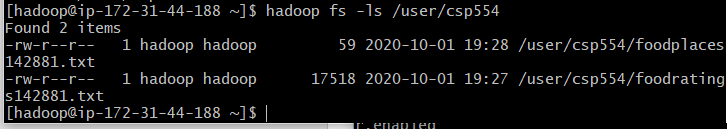 [hadoop@ip-172-31-44-188 ~]$ hadoop fs -ls /user/csp554
Found 2 items
-rw-r--r--   1 hadoop hadoop         59 2020-10-01 19:28 /user/csp554/foodplaces
142881.txt
-rw-r--r--   1 hadoop hadoop      17518 2020-10-01 19:27 /user/csp554/foodrating
s142881.txt
[hadoop@ip-172-31-44-188 ~]$
r.enabled